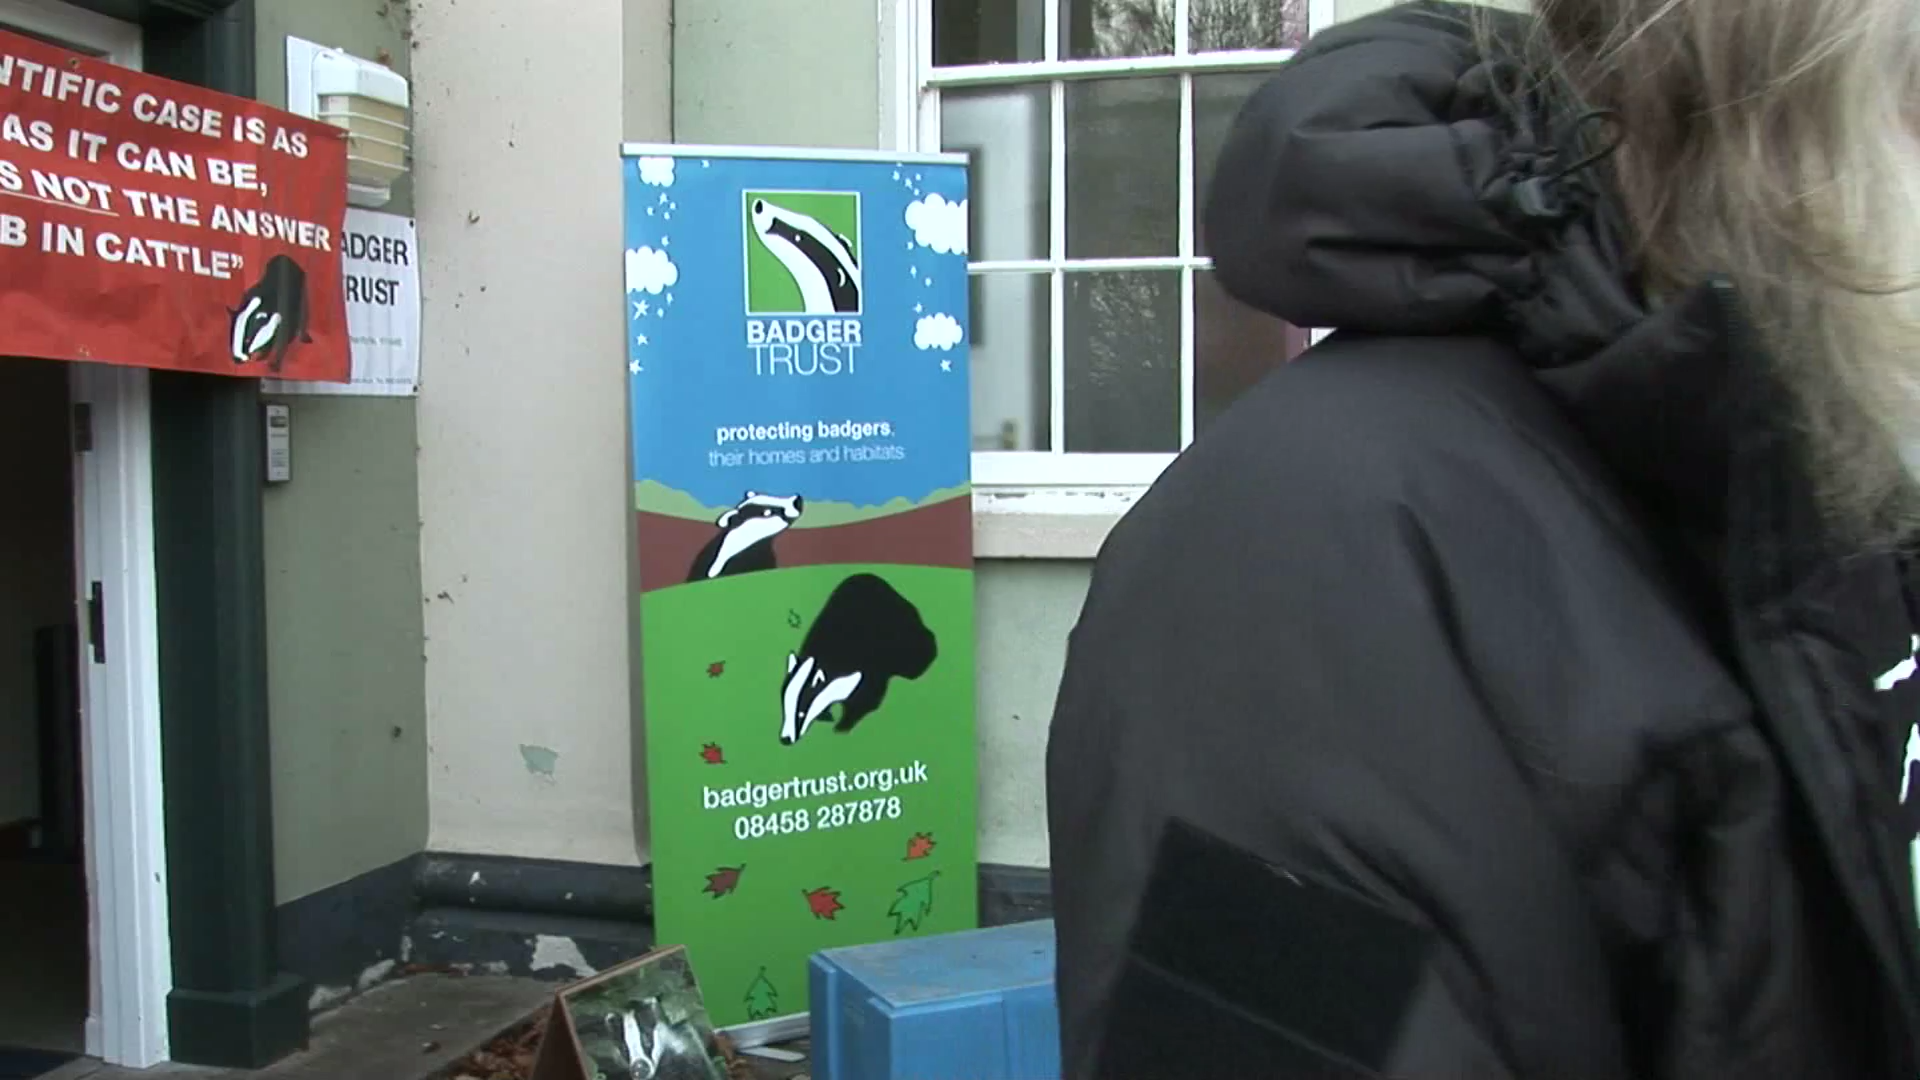 NTIFIC CASE IS AS
AS IT CAN BE,
S NOT THE ANSWER
B IN CATTLE”
ADGER
RUST
BADGER
TRUST
protecting badgers,
their homes and habitats
badgertrust.org.uk
08458 287878